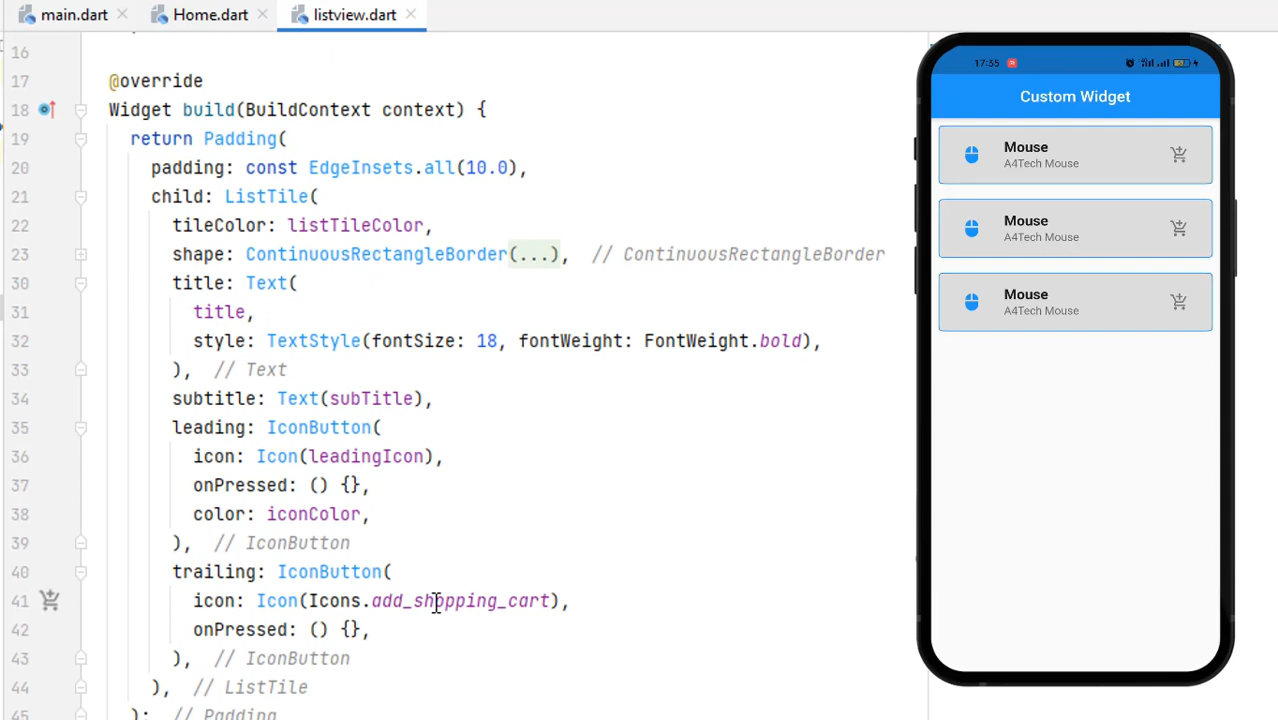 main.dart
Home.dart
listview.dart
16
17 @override
18 Widget build(BuildContext context) {
19 return Padding(
20 padding: const EdgeInsets.all(10.0),
21 child: ListTile(
22 tileColor: listTileColor,
23 shape: ContinuousRectangleBorder(...), // ContinuousRectangleBorder
30 title: Text(
31 title,
32 style: TextStyle(fontSize: 18, fontWeight: FontWeight.bold),
33 ), // Text
34 subtitle: Text(subTitle),
35 leading: IconButton(
36 icon: Icon(leadingIcon),
37 onPressed: () {},
38 color: iconColor,
39 ), // IconButton
40 trailing: IconButton(
41 icon: Icon(Icons.add_shopping_cart),
42 onPressed: () {},
43 ), // IconButton
44 ), // ListTile
45 ); // Padding
17:55
Custom Widget
Mouse
A4Tech Mouse
Mouse
A4Tech Mouse
Mouse
A4Tech Mouse